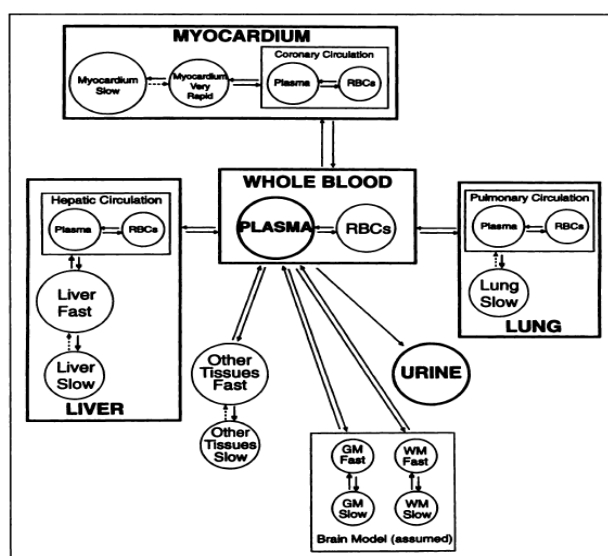 MYOCARDIUM
Coronary Circulation
Myocardium
Slow
Myocardium
Very
Rapid
Plasma
RBCs
WHOLE BLOOD
PLASMA
RBCs
Hepatic Circulation
Plasma
RBCs
Liver
Fast
Liver
Slow
LIVER
Pulmonary Circulation
Plasma
RBCs
Lung
Slow
LUNG
Other
Tissues
Fast
Other
Tissues
Slow
URINE
GM
Fast
WM
Fast
GM
Slow
WM
Slow
Brain Model (assumed)